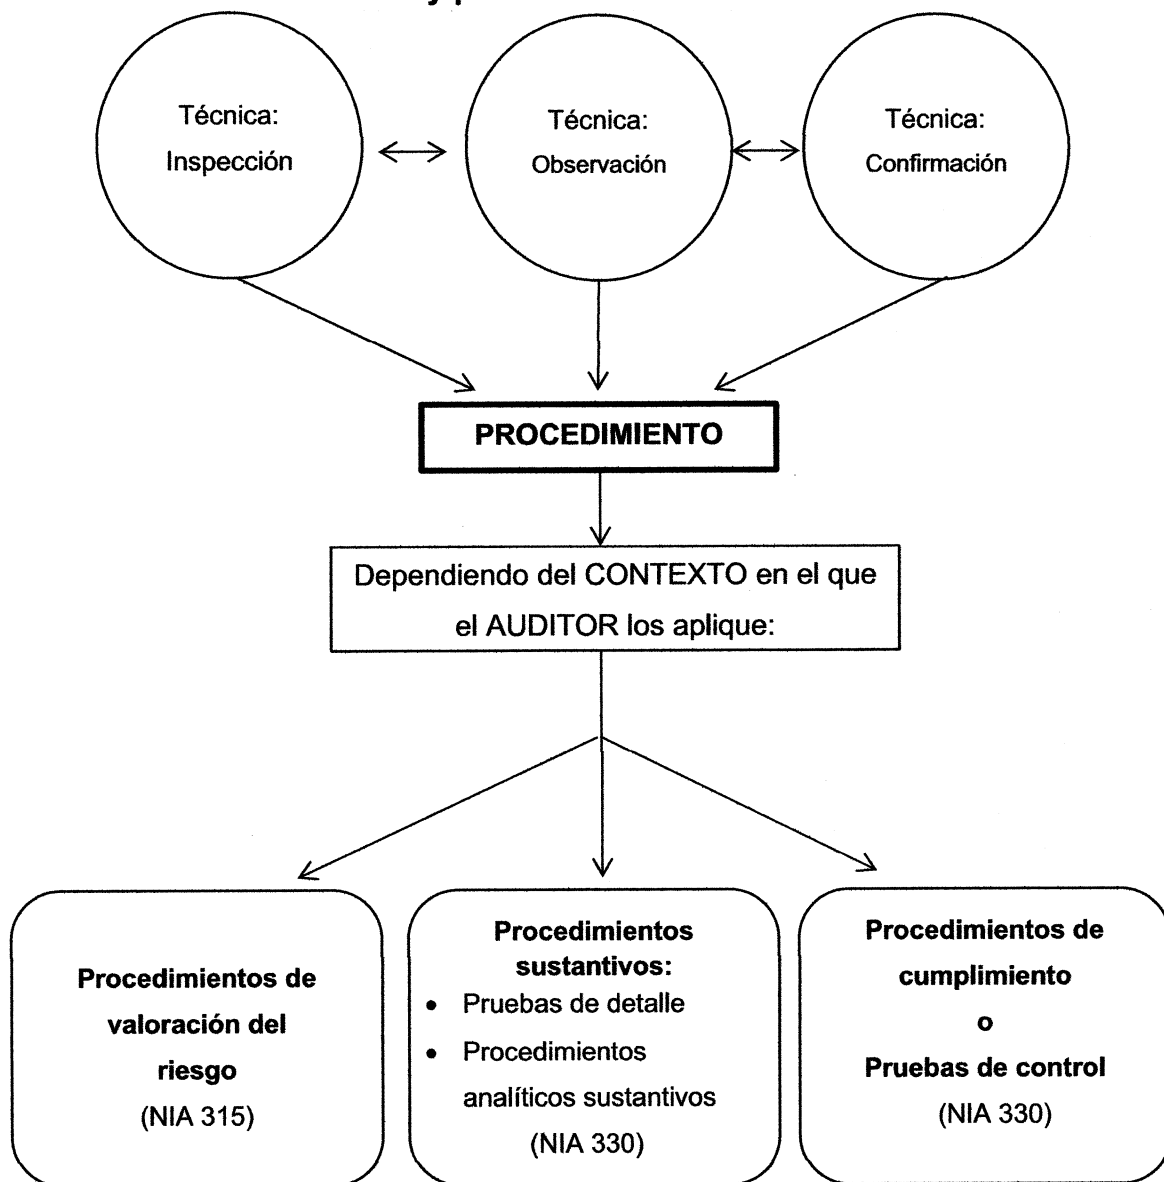 Técnica:
Inspección
Técnica:
Observación
Técnica:
Confirmación
PROCEDIMIENTO
Dependiendo del CONTEXTO en el que
el AUDITOR los aplique:
Procedimientos de
valoración del
riesgo
(NIA 315)
Procedimientos
sustantivos:
• Pruebas de detalle
• Procedimientos
analíticos sustantivos
(NIA 330)
Procedimientos de
cumplimiento
o
Pruebas de control
(NIA 330)